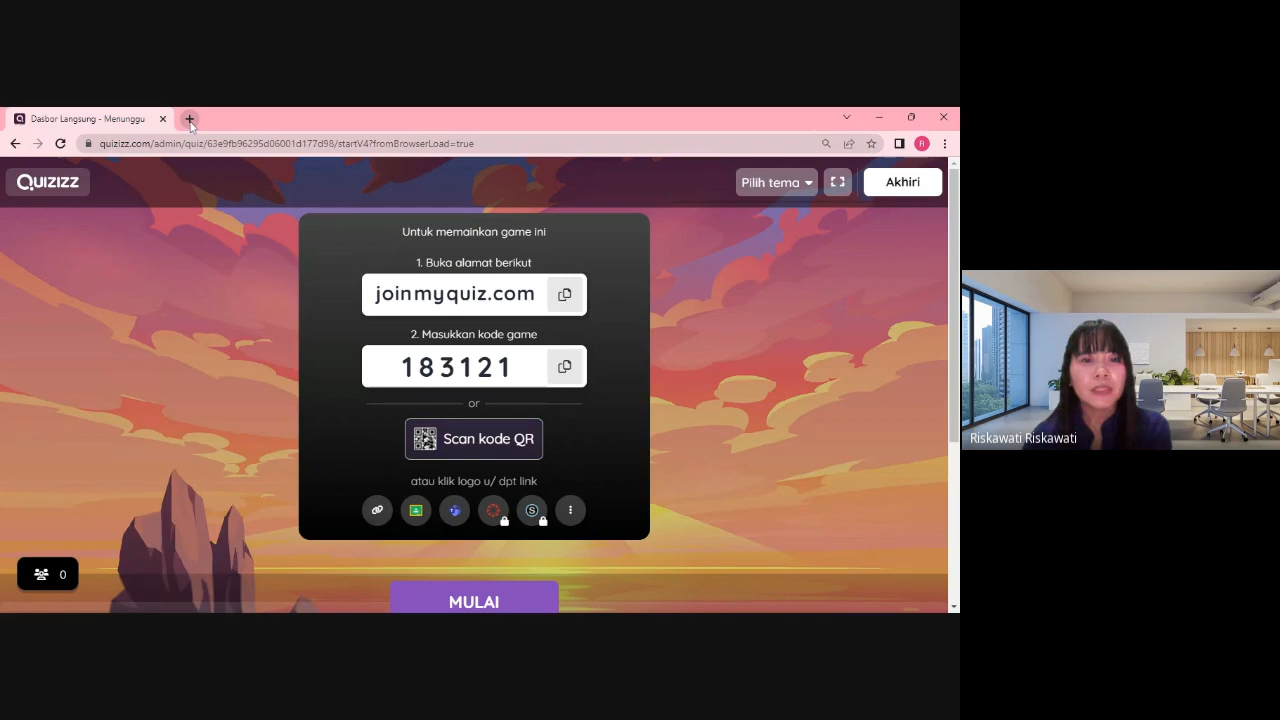 Dasbor Langsung - Menunggu
quizizz.com/admin/quiz/63e9fb96295d06001d177d98/startV4?fromBrowserLoad=true
R
QUIZIZZ
Pilih tema
Akhiri
Untuk memainkan game ini
1. Buka alamat berikut
joinmyquiz.com
2. Masukkan kode game
183121
or
Scan kode QR
atau klik logo u/ dpt link
0
MULAI
Riskawati Riskawati